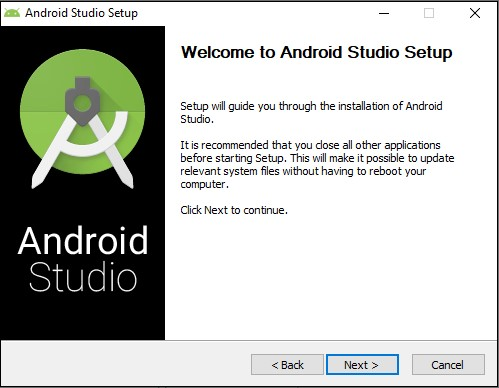 Android Studio Setup
Welcome to Android Studio Setup
Setup will guide you through the installation of Android
Studio.
It is recommended that you close all other applications
before starting Setup. This will make it possible to update
relevant system files without having to reboot your
computer.
Click Next to continue.
Android
Studio
< Back
Next >
Cancel